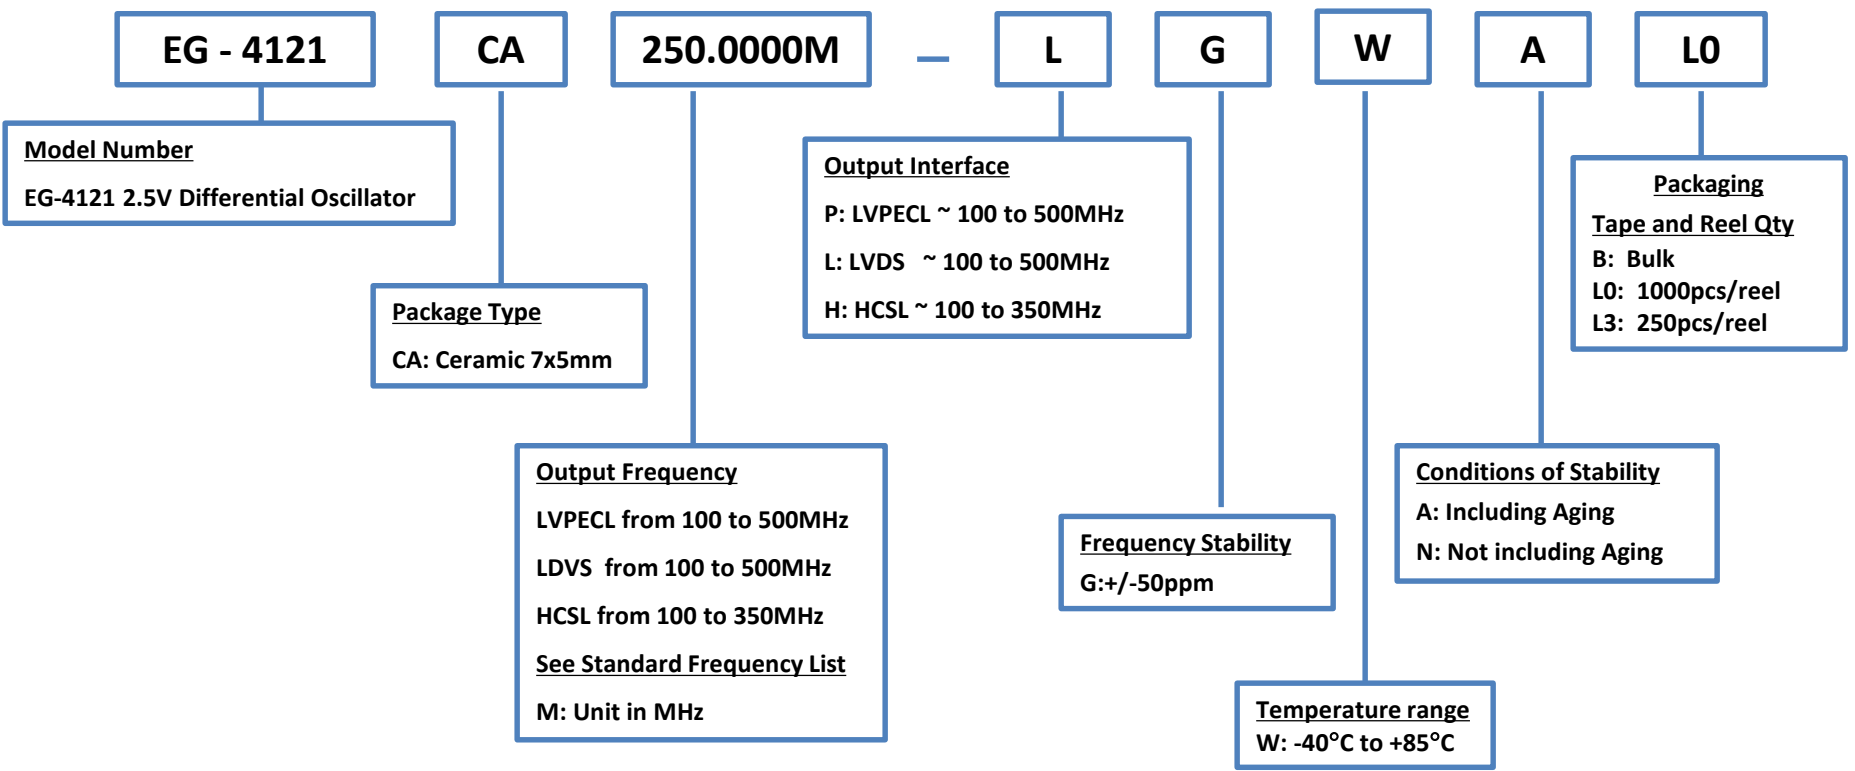 EG - 4121 CA 250.0000M – L G W A L0
Model Number
EG-4121 2.5V Differential Oscillator
Package Type
CA: Ceramic 7x5mm
Output Frequency
LVPECL from 100 to 500MHz
LDVS from 100 to 500MHz
HCSL from 100 to 350MHz
See Standard Frequency List
M: Unit in MHz
Output Interface
P: LVPECL ~ 100 to 500MHz
L: LVDS ~ 100 to 500MHz
H: HCSL ~ 100 to 350MHz
Frequency Stability
G:+/-50ppm
Temperature range
W: -40°C to +85°C
Conditions of Stability
A: Including Aging
N: Not including Aging
Packaging
Tape and Reel Qty
B: Bulk
L0: 1000pcs/reel
L3: 250pcs/reel